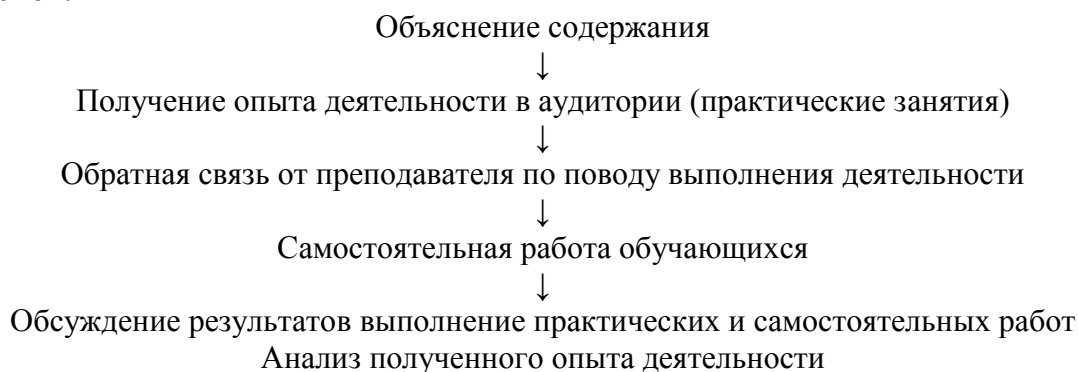 Объяснение содержания
↓
Получение опыта деятельности в аудитории (практические занятия)
↓
Обратная связь от преподавателя по поводу выполнения деятельности
↓
Самостоятельная работа обучающихся
↓
Обсуждение результатов выполнение практических и самостоятельных работ
Анализ полученного опыта деятельности